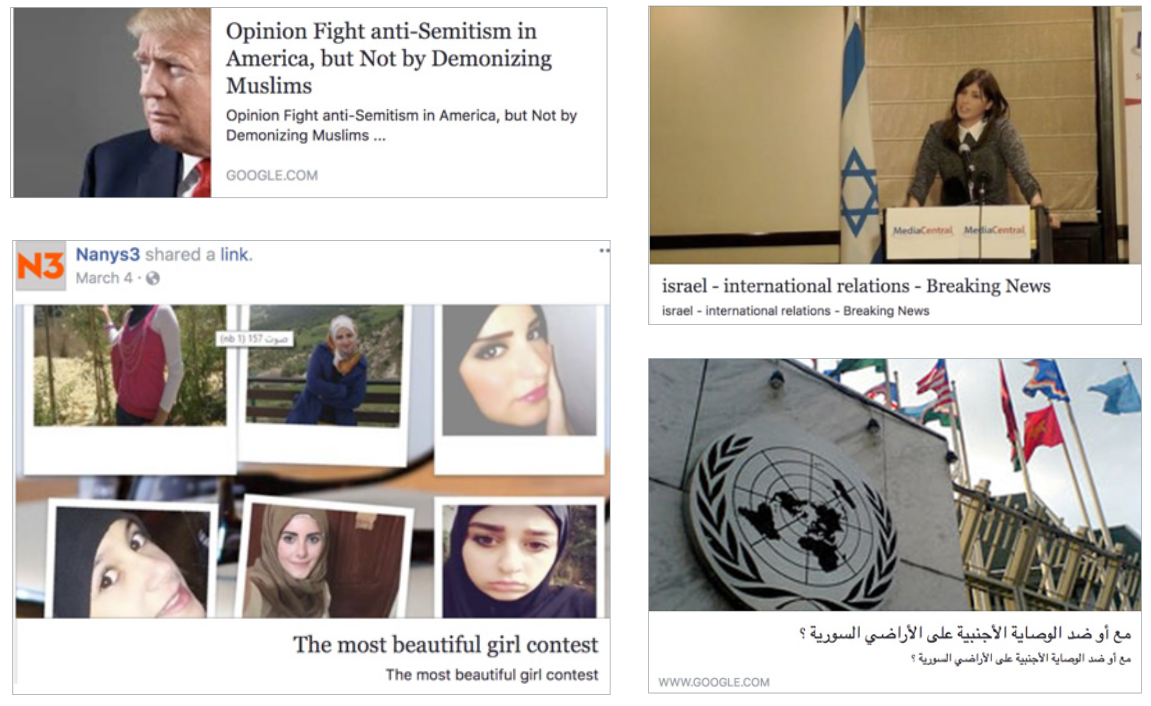 Opinion Fight anti-Semitism in
America, but Not by Demonizing
Muslims
Opinion Fight anti-Semitism in America, but Not by
Demonizing Muslims ...
GOOGLE.COM
N3
Nanys3 shared a link.
March 4 ·
صوت 157 (nb 1)
The most beautiful girl contest
The most beautiful girl contest
MediaCentral MediaCentral
israel - international relations - Breaking News
israel - international relations - Breaking News
مع أو ضد الوصاية الأجنبية على الأراضي السورية ؟
مع أو ضد الوصاية الأجنبية على الأراضي السورية ؟
WWW.GOOGLE.COM